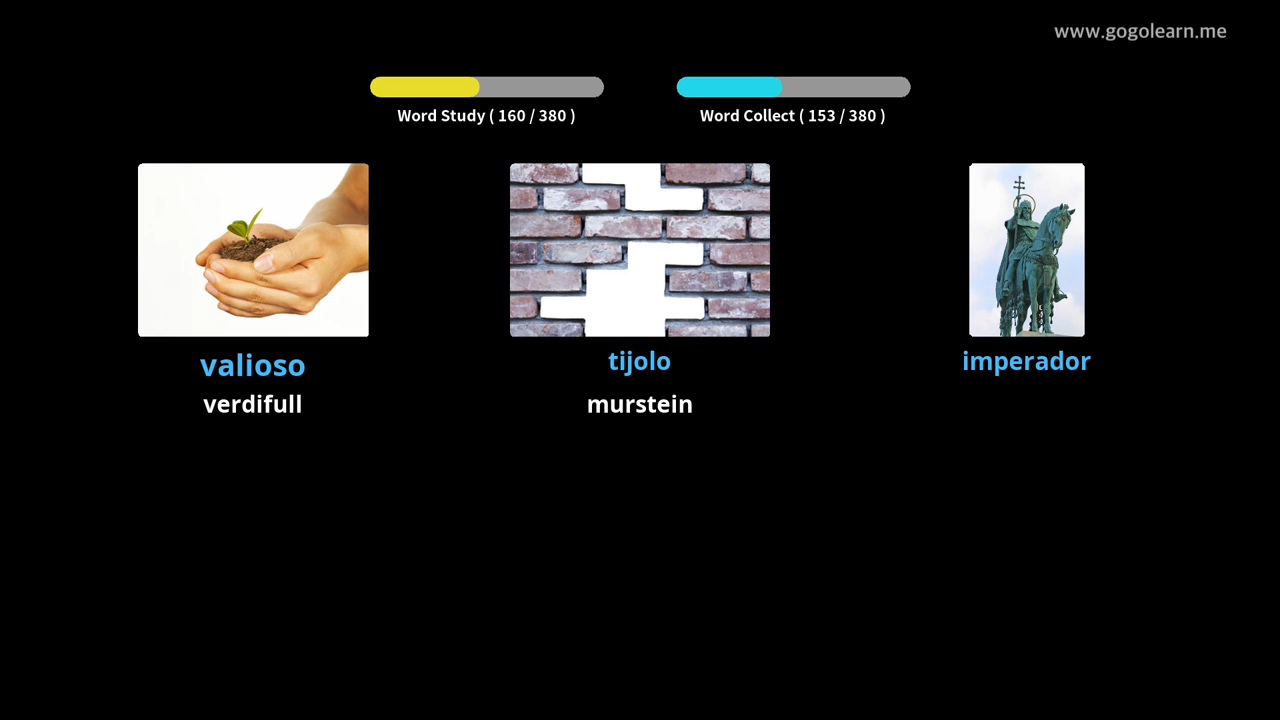 www.gogolearn.me
Word Study ( 160 / 380 )
Word Collect ( 153 / 380 )
valioso
verdifull
tijolo
murstein
imperador